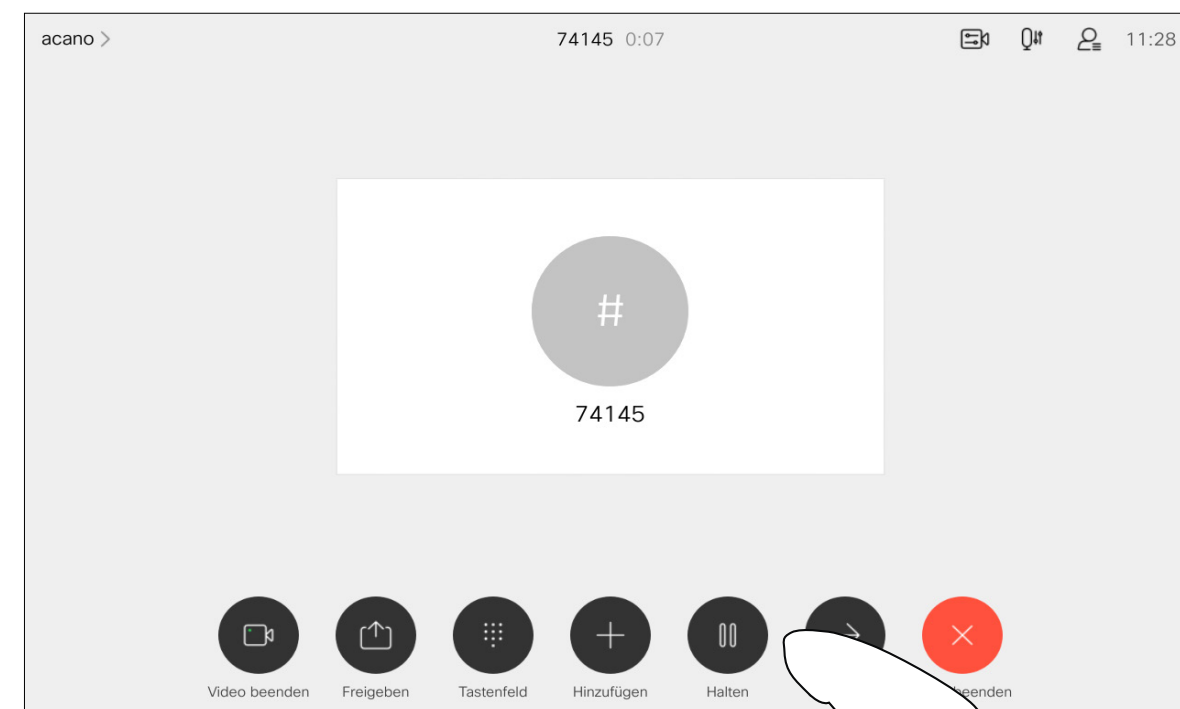 acano
74145 0:07
11:28
#
74145
Video beenden
Freigeben
Tastenfeld
Hinzufügen
Halten